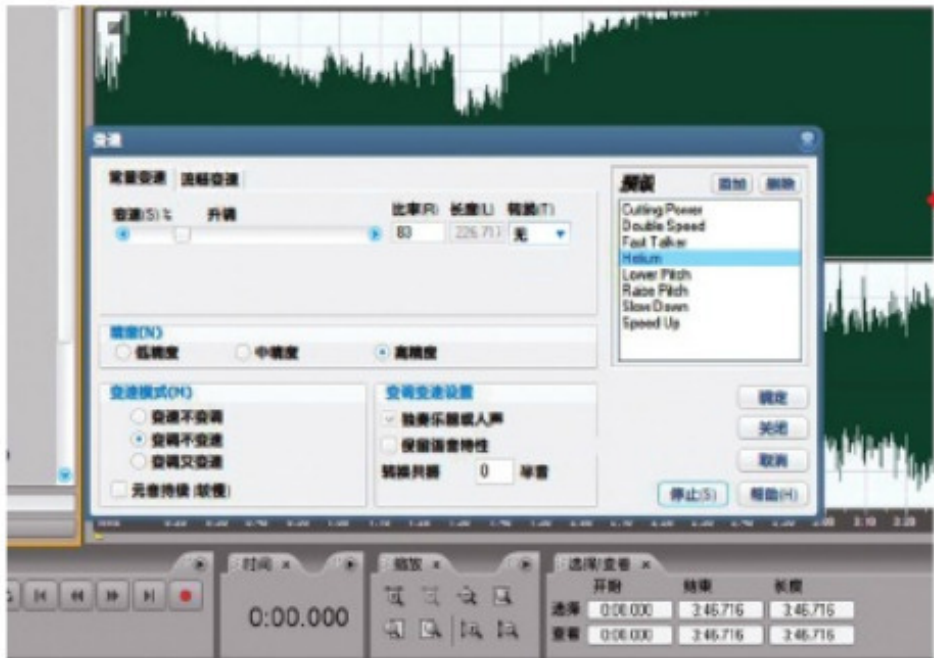 变速
常量变速 流畅变速
变速(S) % 升调 比率(R) 长度(L) 转换(T)
83 226.71 无
预设 添加 删除
Cutting Power
Double Speed
Fast Talker
Helium
Lower Pitch
Raise Pitch
Slow Down
Speed Up
精度(N)
低精度 中精度 高精度
变速模式(M)
变速不变调
变调不变速
变调又变速
元音持续 (较慢)
变调变速设置
独奏乐器或人声
保留语音特性
转换共振 0 半音
确定
关闭
取消
停止(S) 帮助(H)
时间 ×
0:00.000
缩放 ×
选择/查看 ×
开始 结束 长度
选择 0:00.000 3:46.716 3:46.716
查看 0:00.000 3:46.716 3:46.716